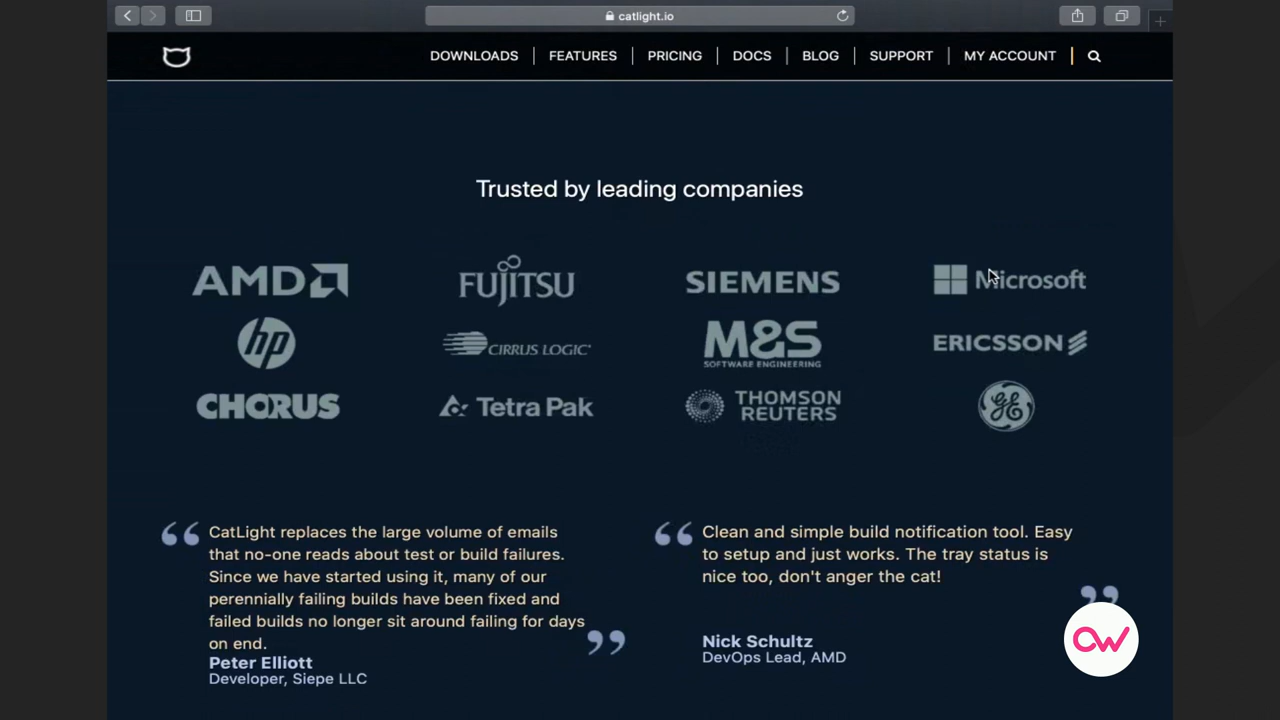 catlight.io
DOWNLOADS
FEATURES
PRICING
DOCS
BLOG
SUPPORT
MY ACCOUNT
Trusted by leading companies
AMD
FUJITSU
SIEMENS
Microsoft
hp
CIRRUS LOGIC
M&S
SOFTWARE ENGINEERING
ERICSSON
CHORUS
Tetra Pak
THOMSON
REUTERS
GE
CatLight replaces the large volume of emails
that no-one reads about test or build failures.
Since we have started using it, many of our
perennially failing builds have been fixed and
failed builds no longer sit around failing for days
on end.
Peter Elliott
Developer, Siepe LLC
Clean and simple build notification tool. Easy
to setup and just works. The tray status is
nice too, don't anger the cat!
Nick Schultz
DevOps Lead, AMD